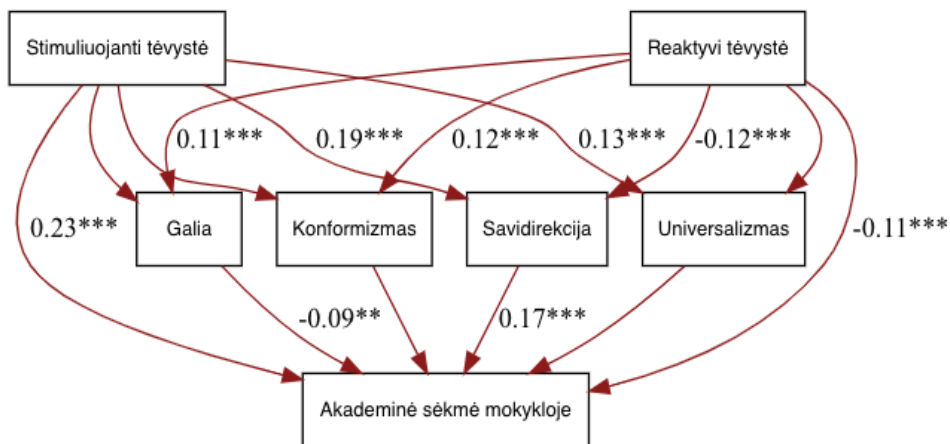 Stimuliuojanti tėvystė
Reaktyvi tėvystė
0.11***
0.19***
0.12***
0.13***
-0.12***
0.23***
Galia
Konformizmas
Savidirekcija
Universalizmas
-0.11***
-0.09**
0.17***
Akademinė sėkmė mokykloje